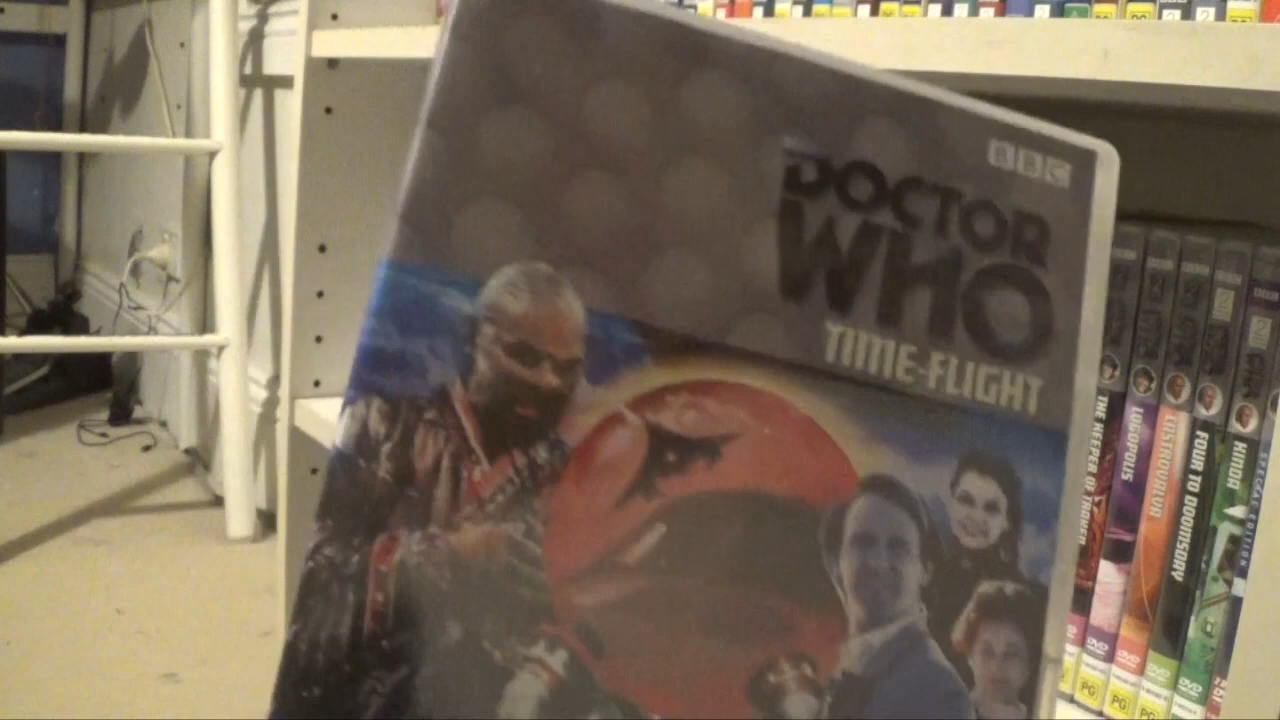 BBC
DOCTOR
WHO
TIME-FLIGHT
THE KEEPER OF TRAKEN
LOGOPOLIS
CASTROVALVA
FOUR TO DOOMSDAY
KINDA
SPECIAL EDITION
DVD
DVD
DVD
DVD
PG
PG
PG